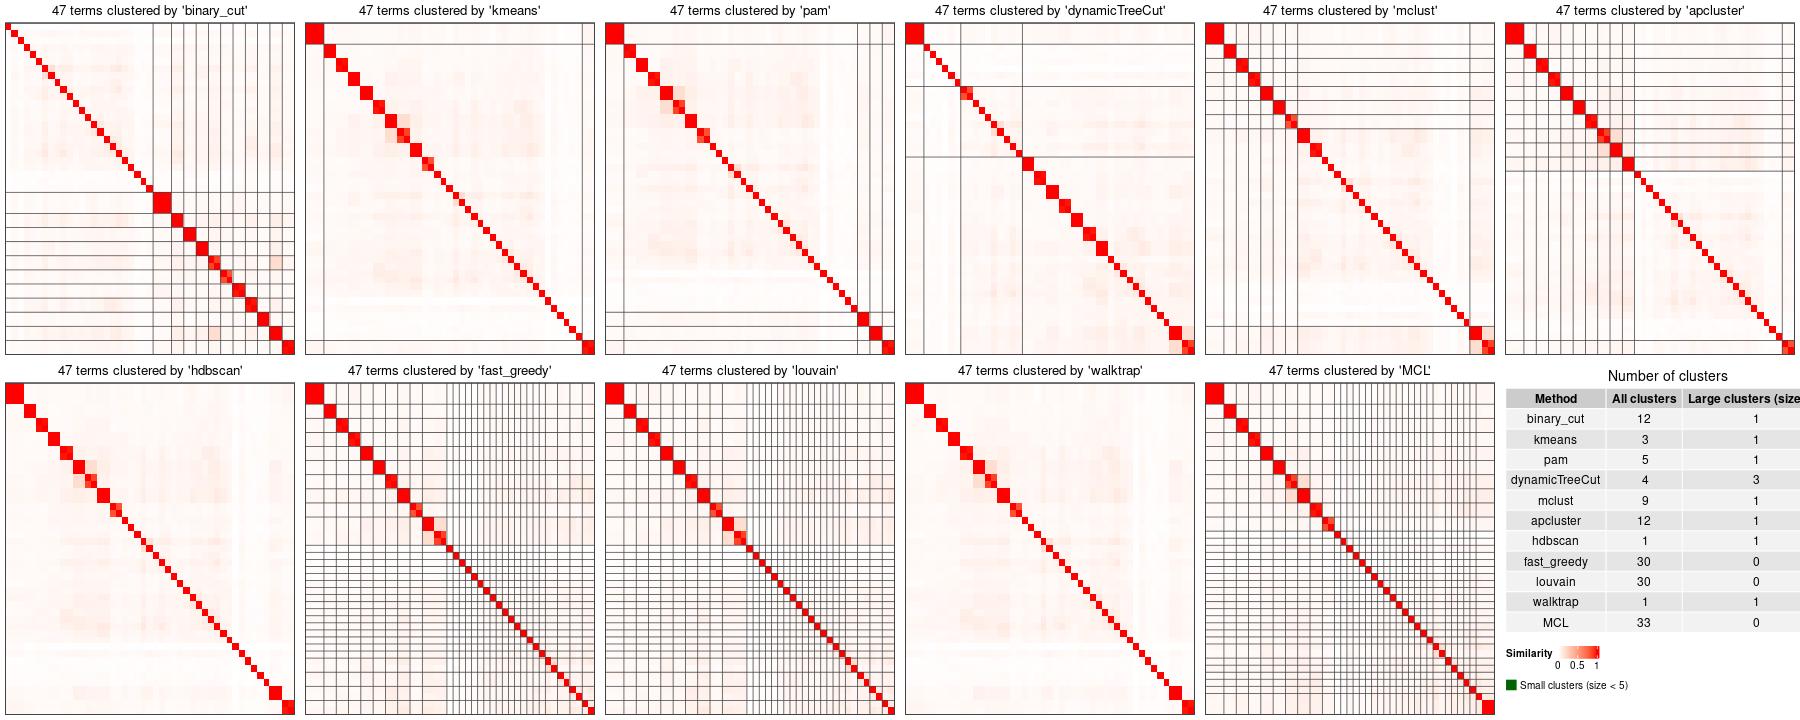 47 terms clustered by 'binary_cut'
47 terms clustered by 'kmeans'
47 terms clustered by 'pam'
47 terms clustered by 'dynamicTreeCut'
47 terms clustered by 'mclust'
47 terms clustered by 'apcluster'
47 terms clustered by 'hdbscan'
47 terms clustered by 'fast_greedy'
47 terms clustered by 'louvain'
47 terms clustered by 'walktrap'
47 terms clustered by 'MCL'
Number of clusters
Method All clusters Large clusters (size
binary_cut 12 1
kmeans 3 1
pam 5 1
dynamicTreeCut 4 3
mclust 9 1
apcluster 12 1
hdbscan 1 1
fast_greedy 30 0
louvain 30 0
walktrap 1 1
MCL 33 0
Similarity
0 0.5 1
Small clusters (size < 5)